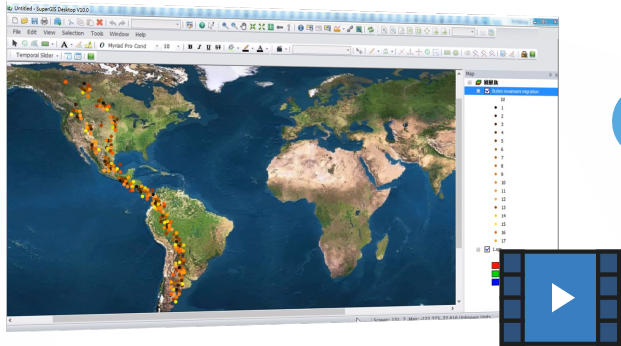 Untitled - SuperGIS Desktop V10.0
File Edit View Selection Tools Window Help
Myriad Pro Cond 10 B I U
Temporal Slider
Map
Id
1
2
3
4
5
6
7
8
9
10
11
12
13
14
15
16
17